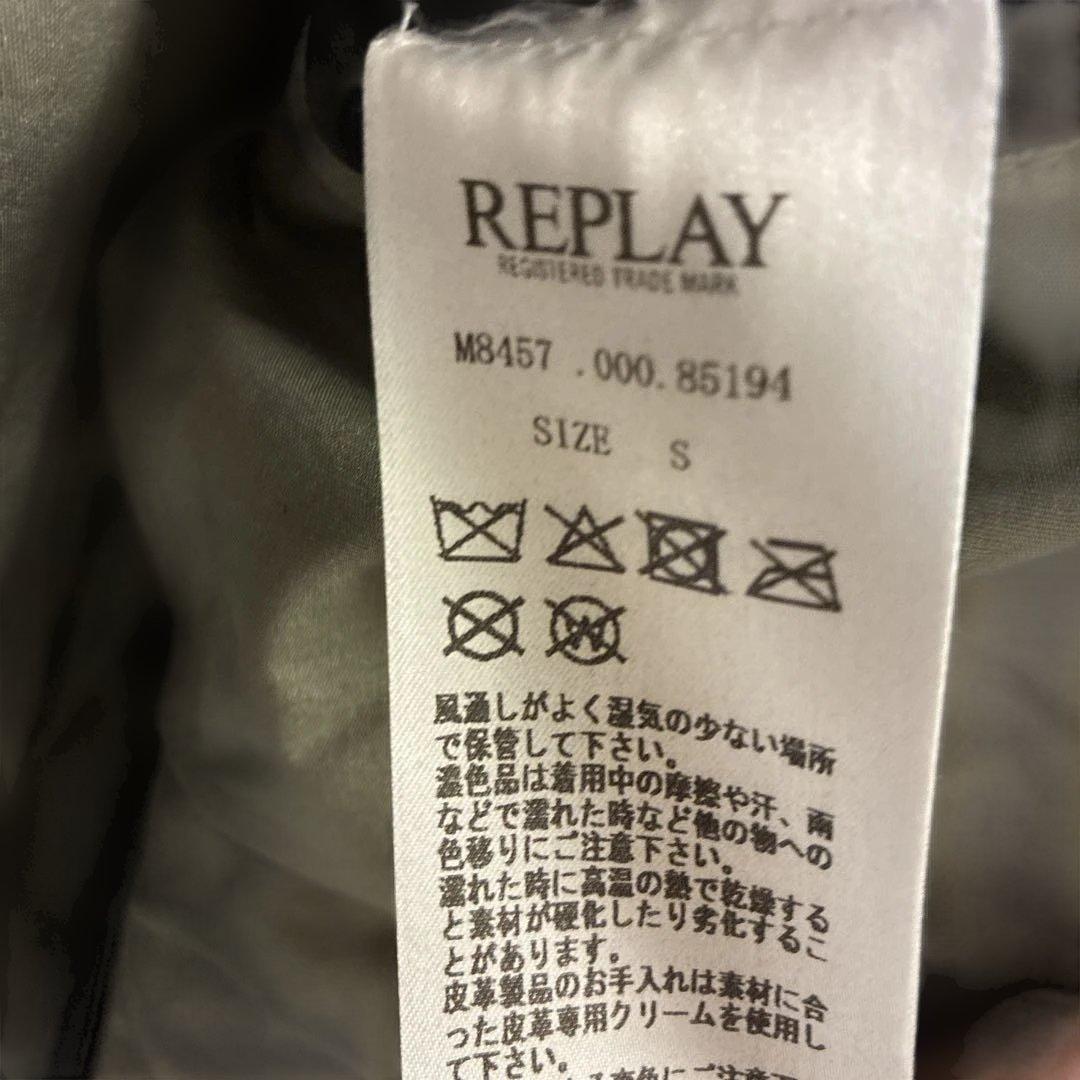 REPLAY
REGISTERED TRADE MARK
M8457 .000.85194
SIZE S
W
風通しがよく湿気の少ない場所
で保管して下さい。
濃色品は着用中の摩擦や汗、雨
などで濡れた時など他の物への
色移りにご注意下さい。
濡れた時に高温の熱で乾燥する
と素材が硬化したり劣化するこ
とがあります。
皮革製品のお手入れは素材に合
った皮革専用クリームを使用し
て下さい。
変色にご注意下